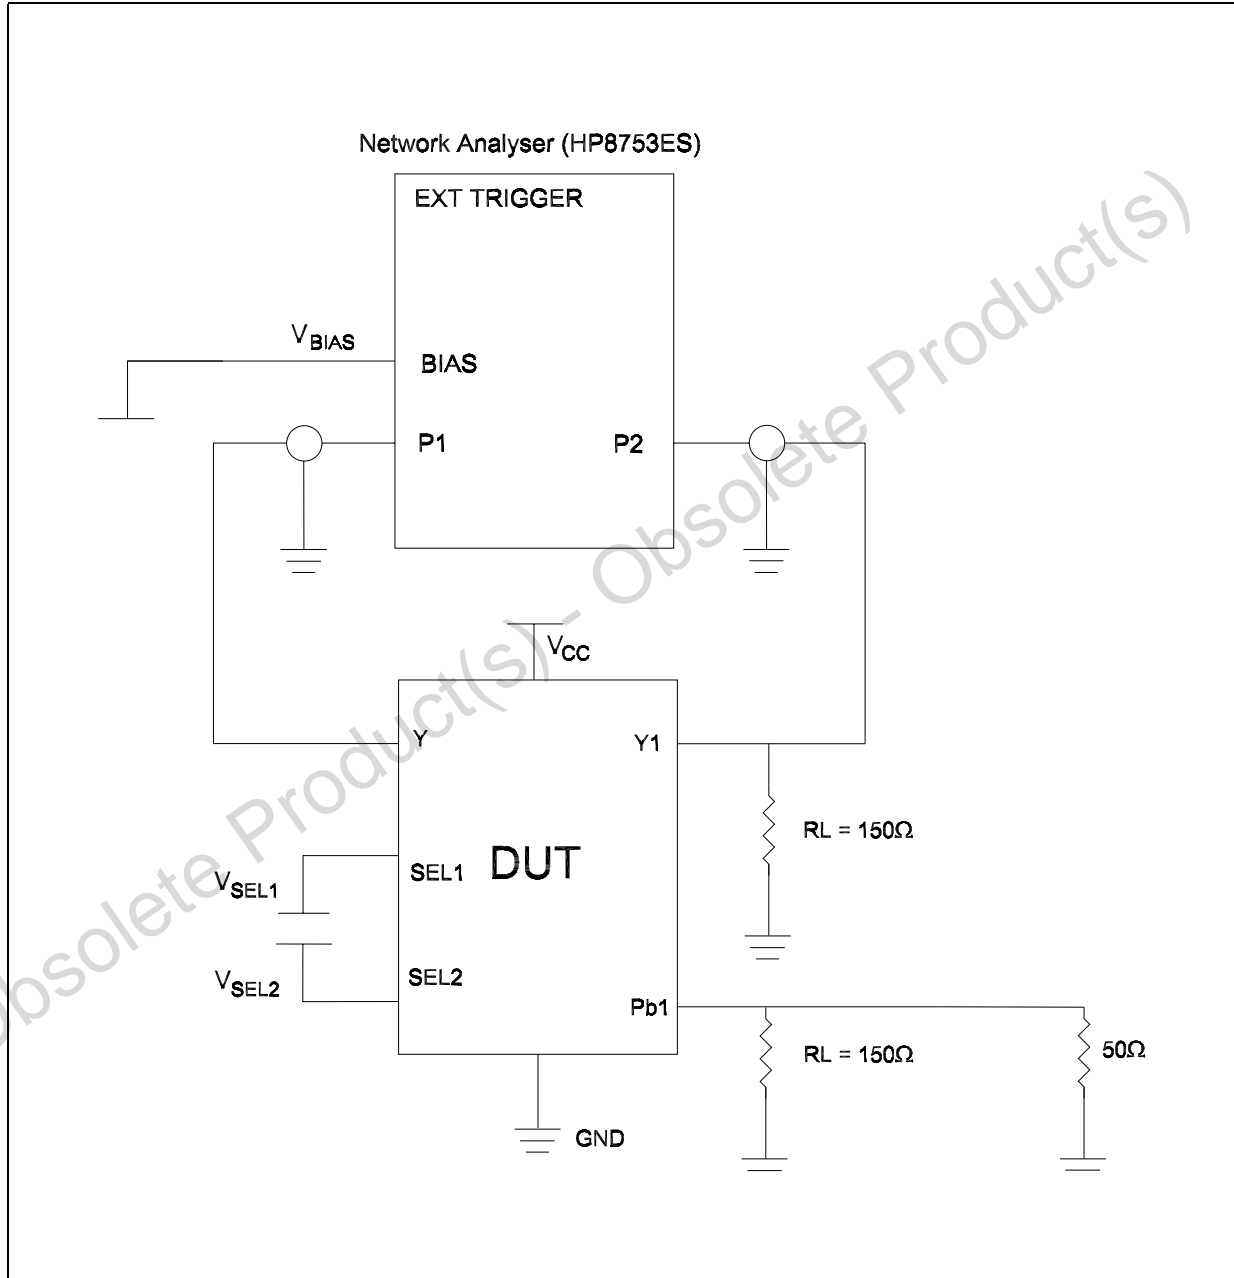 Network Analyser (HP8753ES)
EXT TRIGGER
VBIAS
BIAS
P1
P2
VCC
Y
Y1
RL = 150Ω
VSEL1
SEL1
DUT
VSEL2
SEL2
Pb1
RL = 150Ω
50Ω
GND
Obsolete Product(s) - Obsolete Product(s)